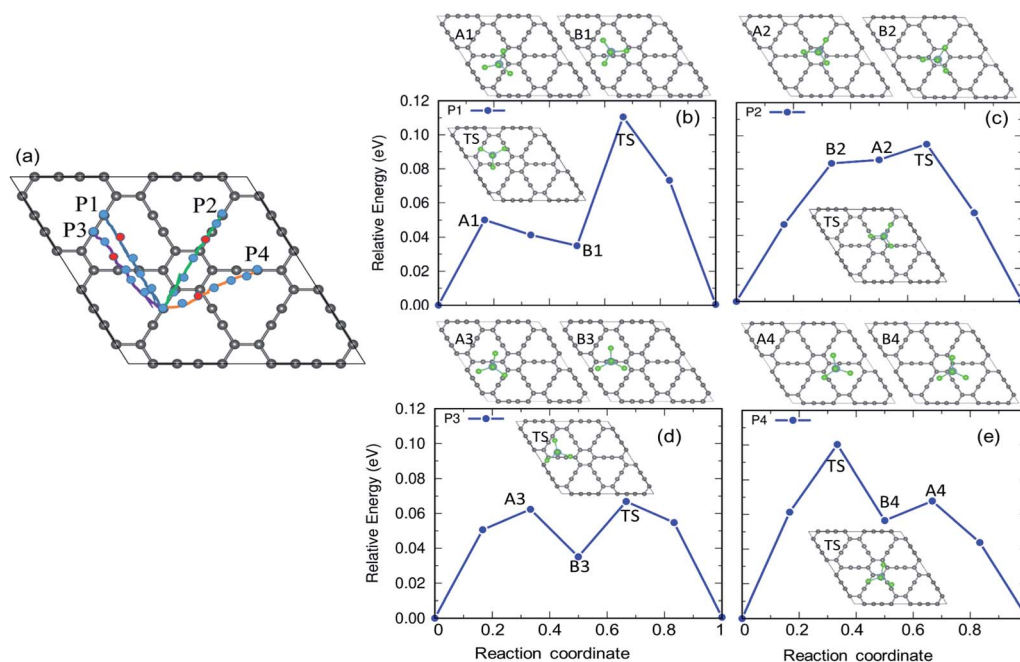 A1
B1
A2
B2
(a)
P1
P2
P3
P4
Relative Energy (eV)
0.12
0.10
0.08
0.06
0.04
0.02
0.00
P1
(b)
TS
A1
B1
TS
P2
(c)
B2
A2
TS
TS
A3
B3
A4
B4
Relative Energy (eV)
0.12
0.10
0.08
0.06
0.04
0.02
0.00
P3
(d)
TS
A3
B3
TS
0
0.2
0.4
0.6
0.8
1
Reaction coordinate
P4
(e)
TS
B4
A4
TS
0
0.2
0.4
0.6
0.8
Reaction coordinate